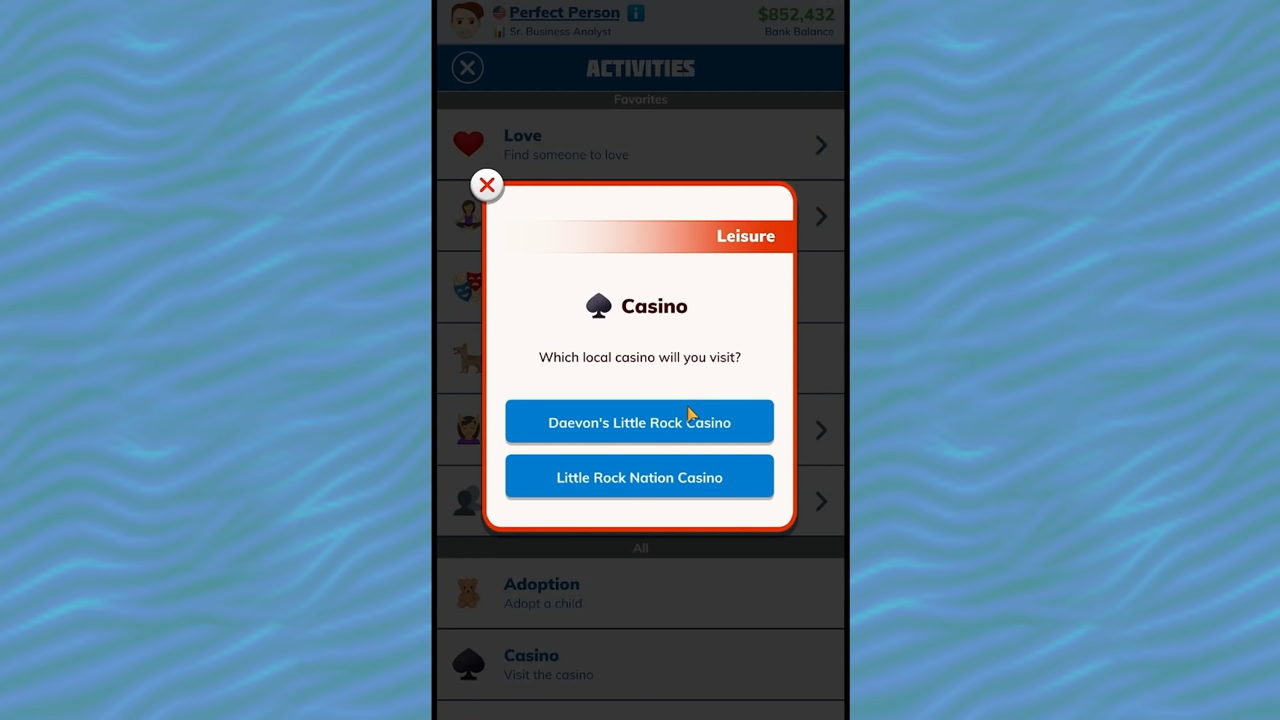 Perfect Person
$852,432
Sr. Business Analyst
Bank Balance
ACTIVITIES
Favorites
Love
Find someone to love
Leisure
Casino
Which local casino will you visit?
Daevon's Little Rock Casino
Little Rock Nation Casino
All
Adoption
Adopt a child
Casino
Visit the casino